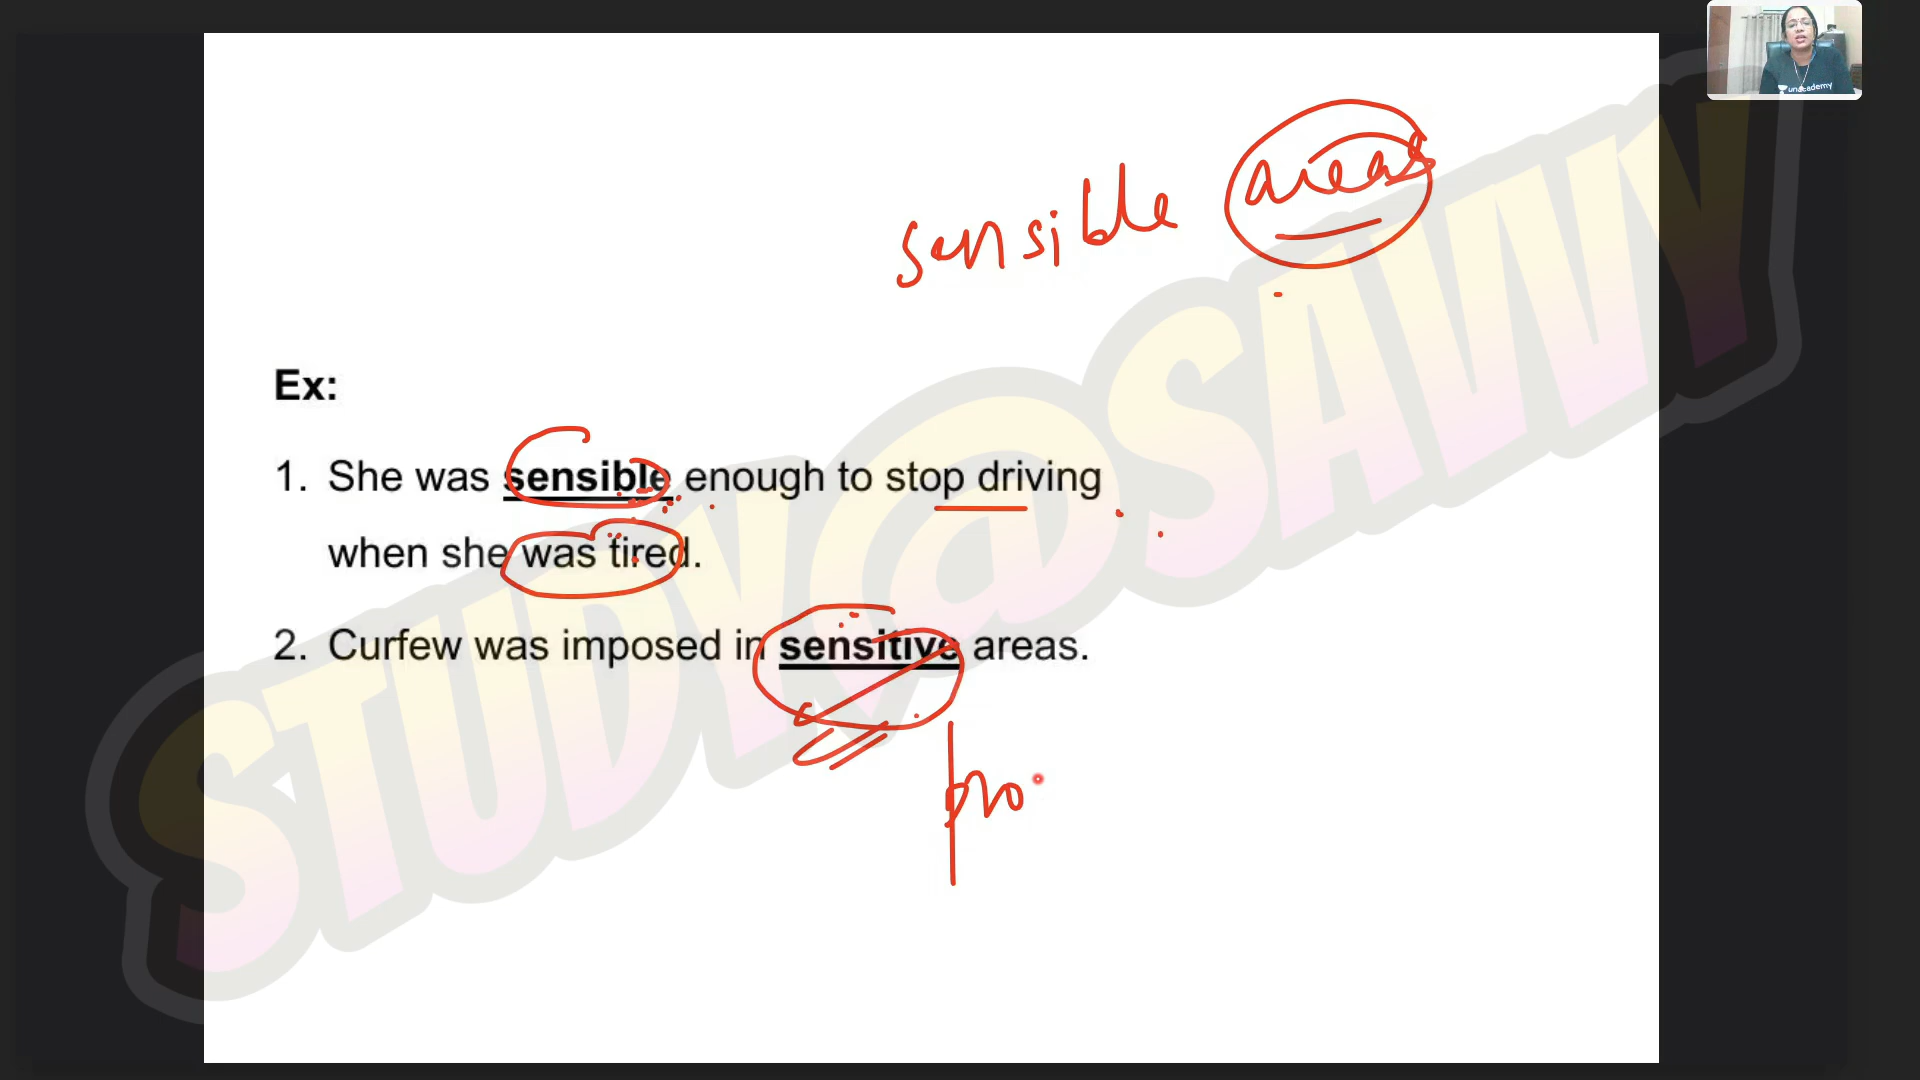 unacademy
sensible areas
Ex:
1. She was sensible enough to stop driving
when she was tired.
2. Curfew was imposed in sensitive areas.
pro
STUDY@SAVVY